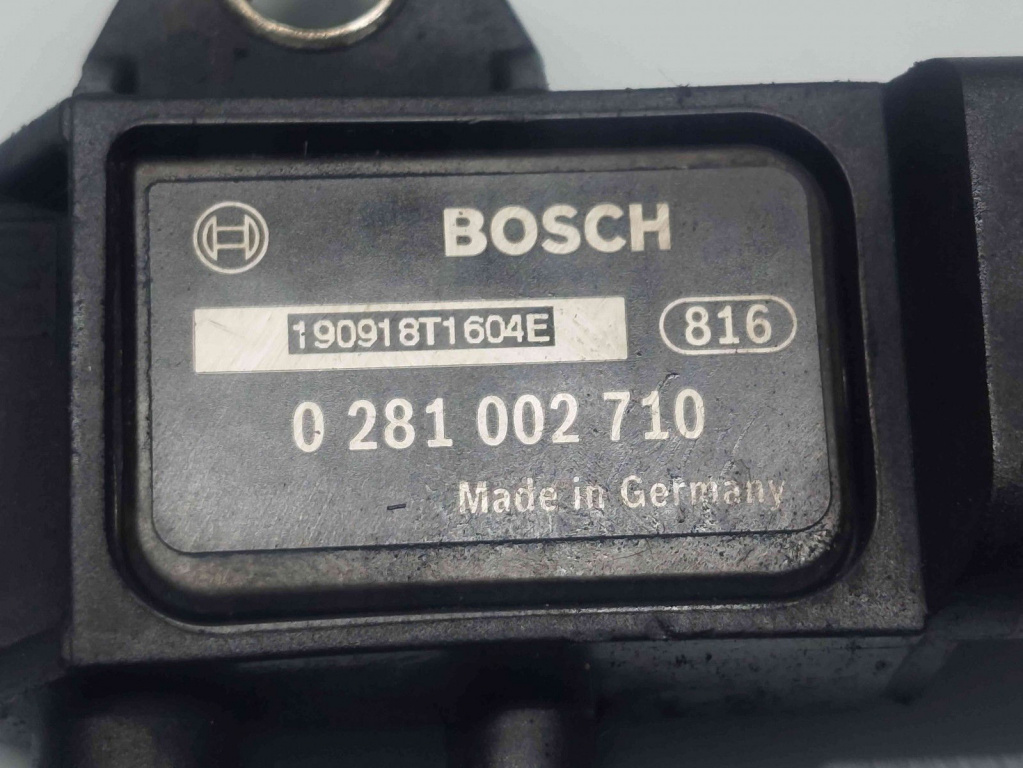 BOSCH
190918T1604E 816
0 281 002 710
Made in Germany